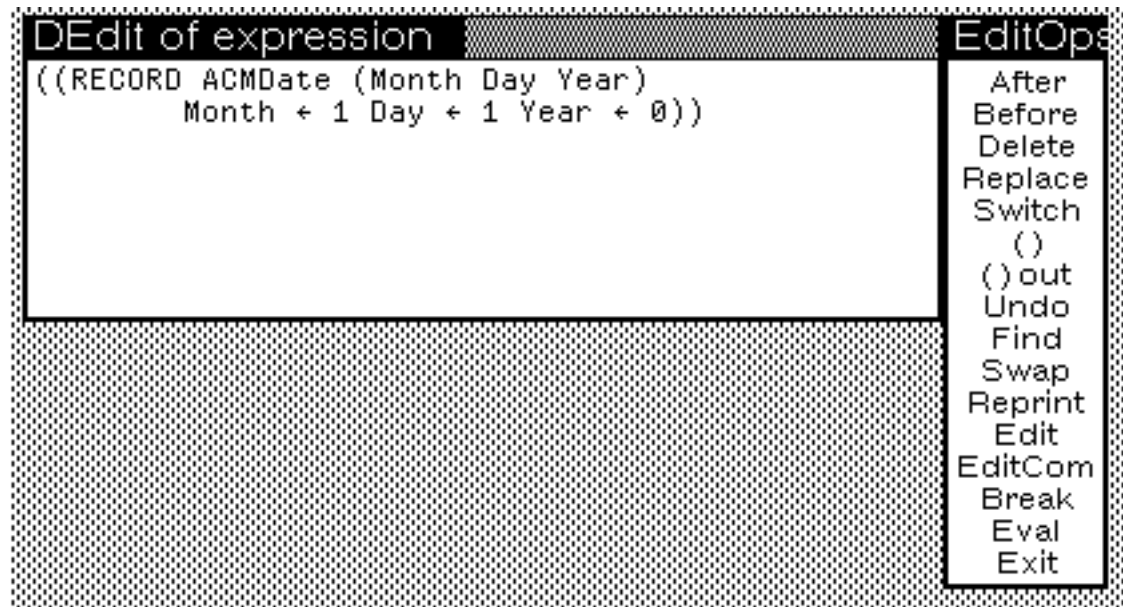 DEdit of expression
((RECORD ACMDate (Month Day Year)
Month ← 1 Day ← 1 Year ← 0))
EditOps
After
Before
Delete
Replace
Switch
()
() out
Undo
Find
Swap
Reprint
Edit
EditCom
Break
Eval
Exit